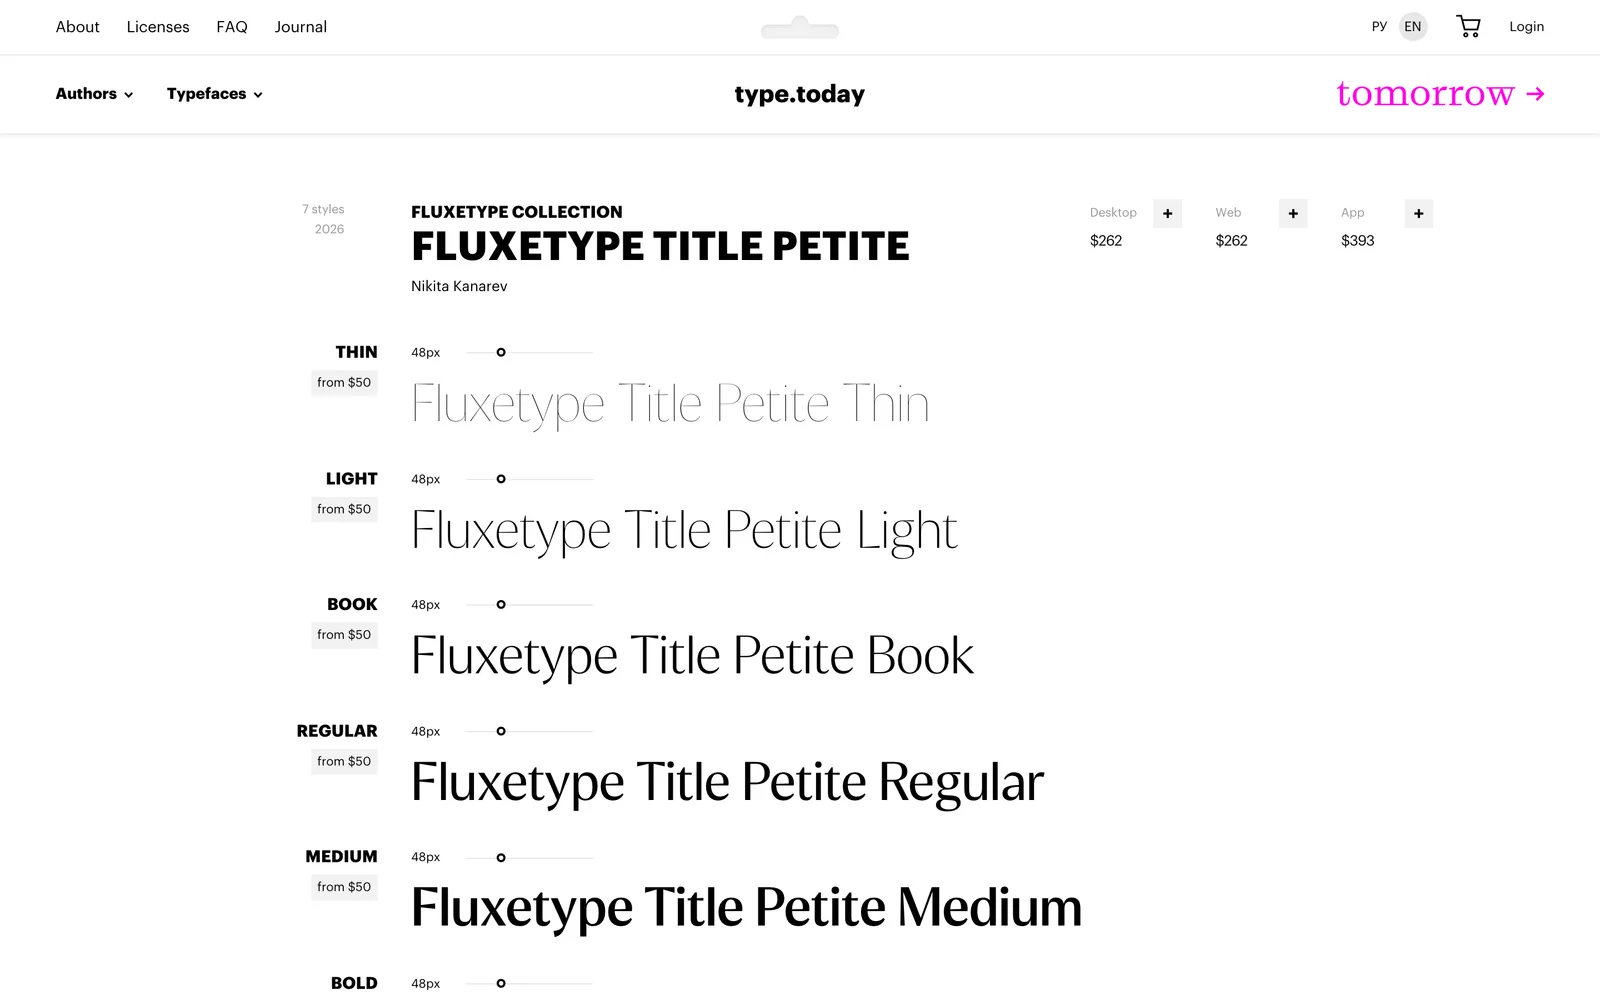 About Licenses FAQ Journal
РУ EN Login
Authors Typefaces
type.today
tomorrow →
7 styles
2026
FLUXETYPE COLLECTION
FLUXETYPE TITLE PETITE
Nikita Kanarev
Desktop + Web + App +
$262 $262 $393
THIN 48px
from $50
Fluxetype Title Petite Thin
LIGHT 48px
from $50
Fluxetype Title Petite Light
BOOK 48px
from $50
Fluxetype Title Petite Book
REGULAR 48px
from $50
Fluxetype Title Petite Regular
MEDIUM 48px
from $50
Fluxetype Title Petite Medium
BOLD 48px